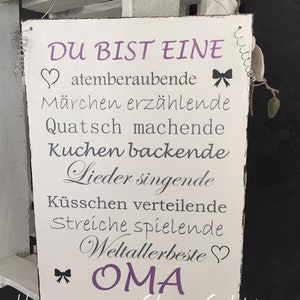 DU BIST EINE
atemberaubende
Märchen erzählende
Quatsch machende
Kuchen backende
Lieder singende
Küsschen verteilende
Streiche spielende
Weltallerbeste
OMA